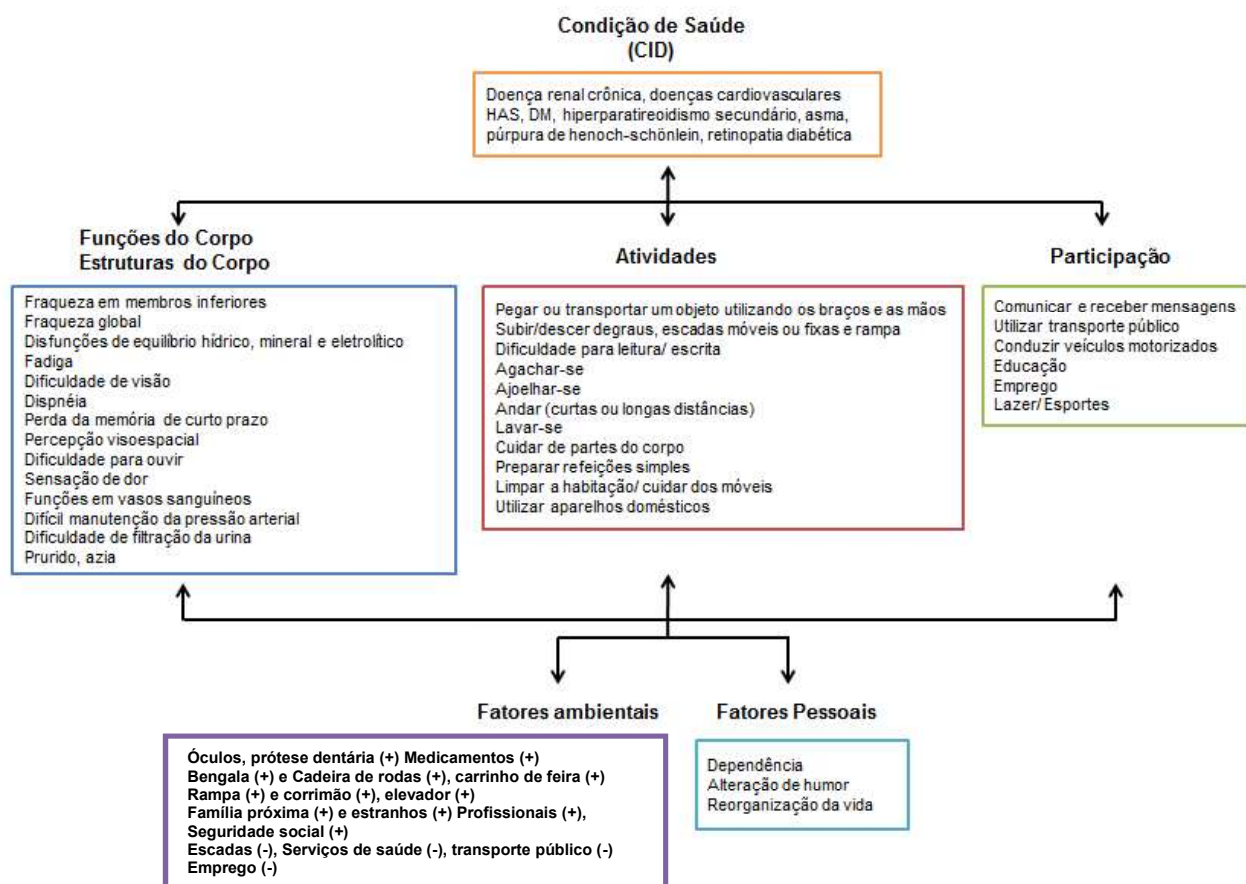 Condição de Saúde
(CID)
Doença renal crônica, doenças cardiovasculares
HAS, DM, hiperparatireoidismo secundário, asma,
púrpura de henoch-schönlein, retinopatia diabética
Funções do Corpo
Estruturas do Corpo
Fraqueza em membros inferiores
Fraqueza global
Disfunções de equilíbrio hídrico, mineral e eletrolítico
Fadiga
Dificuldade de visão
Dispnéia
Perda da memória de curto prazo
Percepção visoespacial
Dificuldade para ouvir
Sensação de dor
Funções em vasos sanguíneos
Difícil manutenção da pressão arterial
Dificuldade de filtração da urina
Prurido, azia
Atividades
Pegar ou transportar um objeto utilizando os braços e as mãos
Subir/descer degraus, escadas móveis ou fixas e rampa
Dificuldade para leitura/ escrita
Agachar-se
Ajoelhar-se
Andar (curtas ou longas distâncias)
Lavar-se
Cuidar de partes do corpo
Preparar refeições simples
Limpar a habitação/ cuidar dos móveis
Utilizar aparelhos domésticos
Participação
Comunicar e receber mensagens
Utilizar transporte público
Conduzir veículos motorizados
Educação
Emprego
Lazer/ Esportes
Fatores ambientais
Óculos, prótese dentária (+) Medicamentos (+)
Bengala (+) e Cadeira de rodas (+), carrinho de feira (+)
Rampa (+) e corrimão (+), elevador (+)
Família próxima (+) e estranhos (+) Profissionais (+),
Seguridade social (+)
Escadas (-), Serviços de saúde (-), transporte público (-)
Emprego (-)
Fatores Pessoais
Dependência
Alteração de humor
Reorganização da vida